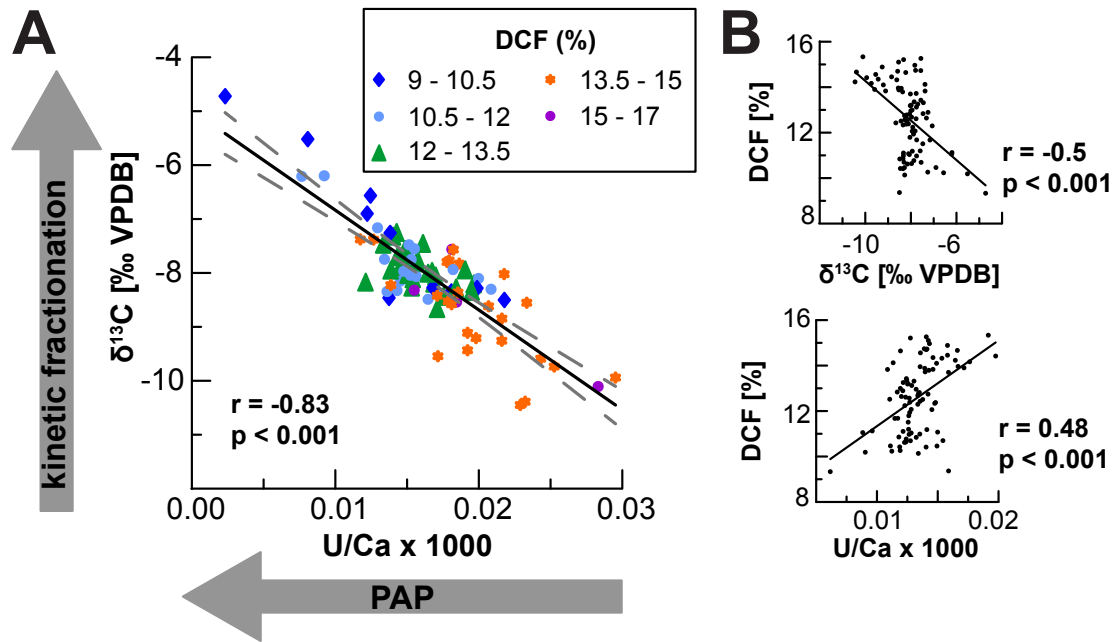 A
kinetic fractionation
δ¹³C [‰ VPDB]
-4
-6
-8
-10
DCF (%)
9 - 10.5
13.5 - 15
10.5 - 12
15 - 17
12 - 13.5
r = -0.83
p < 0.001
0.00
0.01
0.02
0.03
U/Ca x 1000
PAP
B
DCF [%]
16
12
8
r = -0.5
p < 0.001
-10
-6
δ¹³C [‰ VPDB]
DCF [%]
16
12
8
r = 0.48
p < 0.001
0.01
0.02
U/Ca x 1000